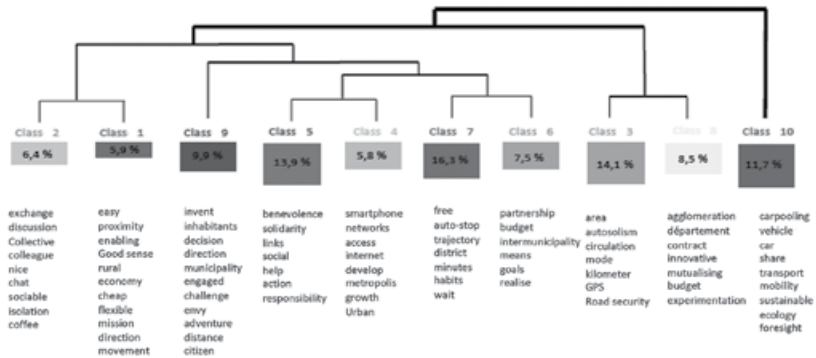 Class 2
6,4 %
exchange
discussion
Collective
colleague
nice
chat
sociable
isolation
coffee
Class 1
5,9 %
easy
proximity
enabling
Good sense
rural
economy
cheap
flexible
mission
direction
movement
Class 9
9,9 %
invent
inhabitants
decision
direction
municipality
engaged
challenge
envy
adventure
distance
citizen
Class 5
13,9 %
benevolence
solidarity
links
social
help
action
responsibility
Class 4
5,8 %
smartphone
networks
access
internet
develop
metropolis
growth
Urban
Class 7
16,3 %
free
auto-stop
trajectory
district
minutes
habits
wait
Class 6
7,5 %
partnership
budget
intermunicipality
means
goals
realise
Class 3
14,1 %
area
autosolism
circulation
mode
kilometer
GPS
Road security
Class 8
8,5 %
agglomeration
département
contract
innovative
mutualising
budget
experimentation
Class 10
11,7 %
carpooling
vehicle
car
share
transport
mobility
sustainable
ecology
foresight